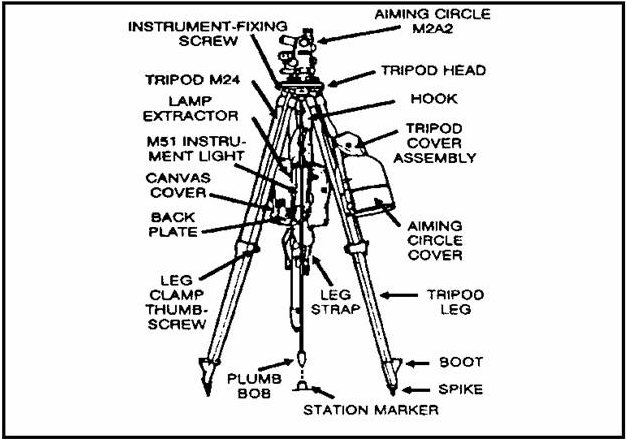 INSTRUMENT-FIXING
SCREW
TRIPOD M24
LAMP
EXTRACTOR
M51 INSTRU-
MENT LIGHT
CANVAS
COVER
BACK
PLATE
LEG
CLAMP
THUMB-
SCREW
PLUMB
BOB
AIMING CIRCLE
M2A2
TRIPOD HEAD
HOOK
TRIPOD
COVER
ASSEMBLY
AIMING
CIRCLE
COVER
LEG
STRAP
TRIPOD
LEG
BOOT
SPIKE
STATION MARKER